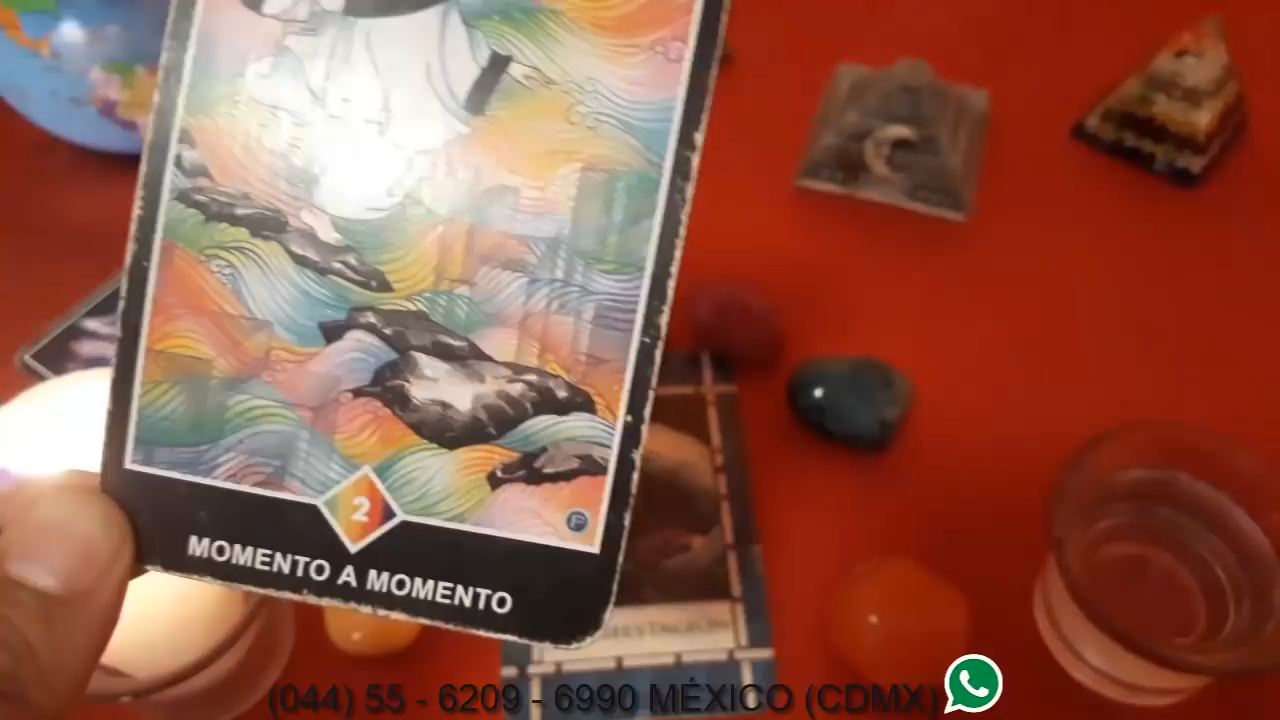 2
F
MOMENTO A MOMENTO
(044) 55 - 6209 - 6990 MÉXICO (CDMX)